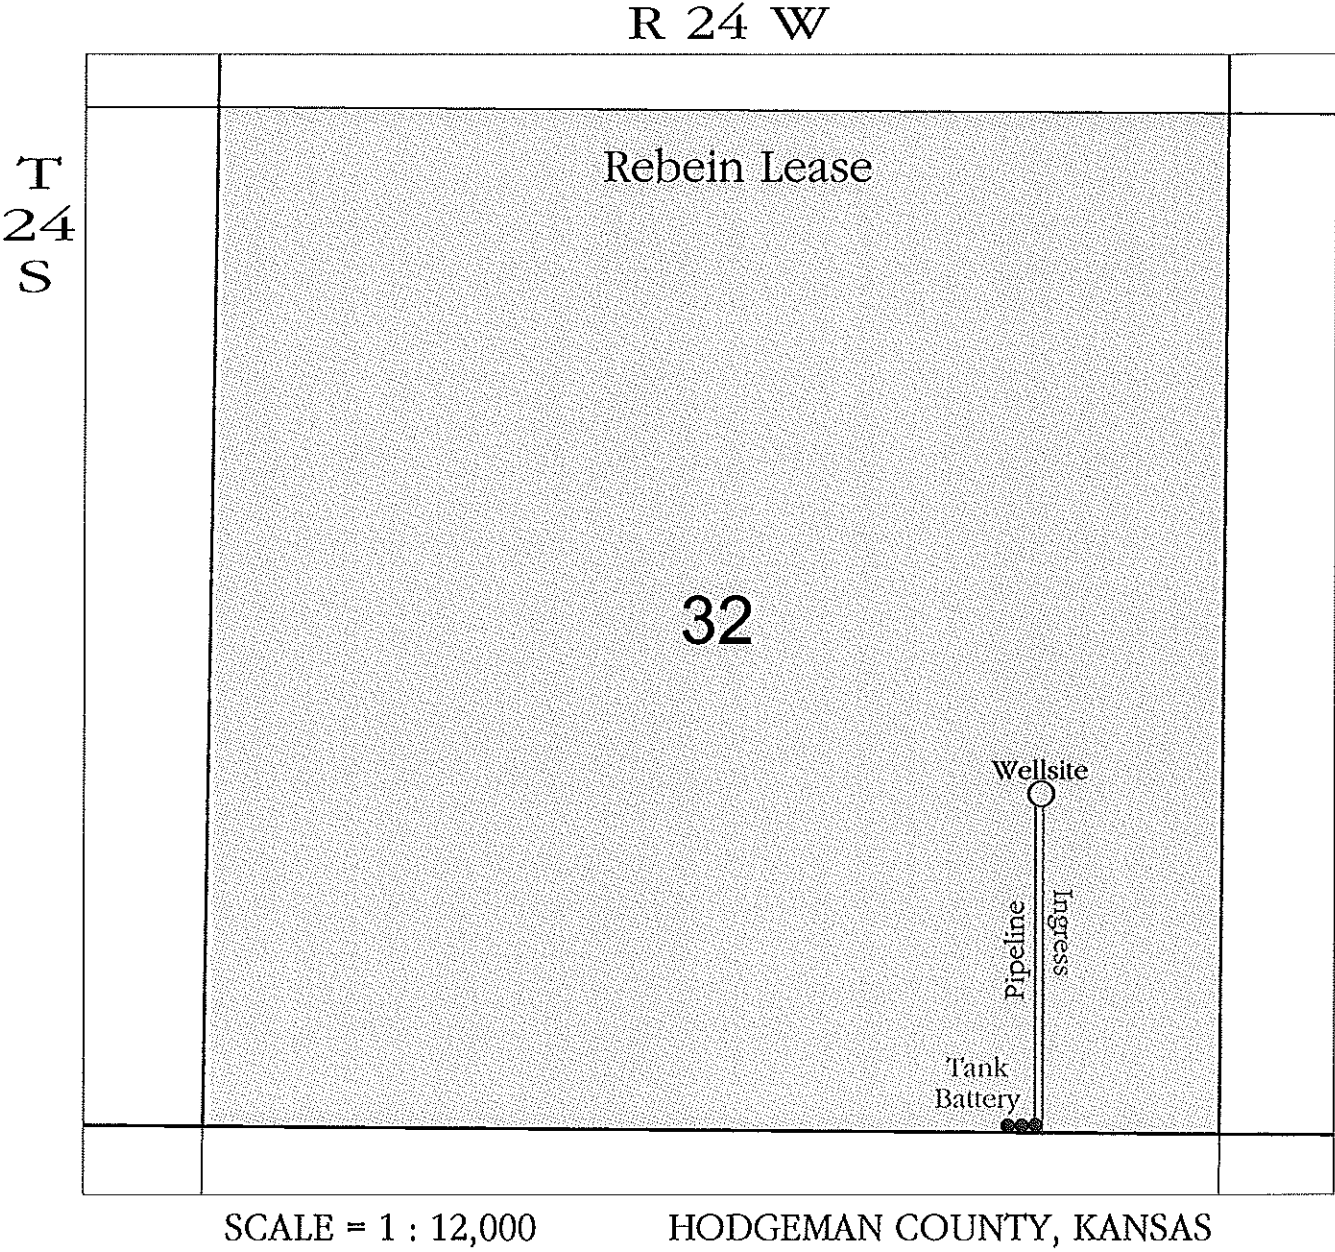 R 24 W
T
24
S
Rebein Lease
32
Wellsite
Pipeline
Ingress
Tank
Battery
SCALE = 1 : 12,000
HODGEMAN COUNTY, KANSAS